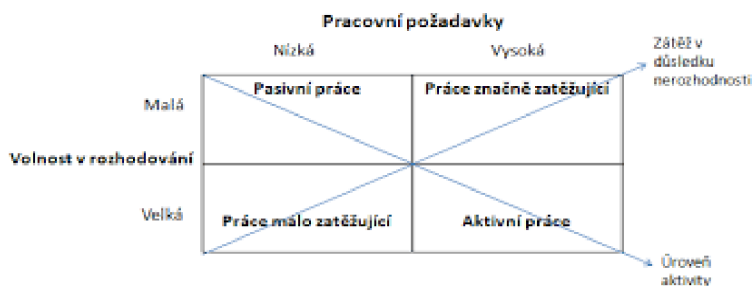 Pracovní požadavky
Nízká
Vysoká
Zátěž v
důsledku
nerozhodnosti
Malá
Pasivní práce
Práce značně zatěžující
Volnost v rozhodování
Velká
Práce málo zatěžující
Aktivní práce
Úroveň
aktivity